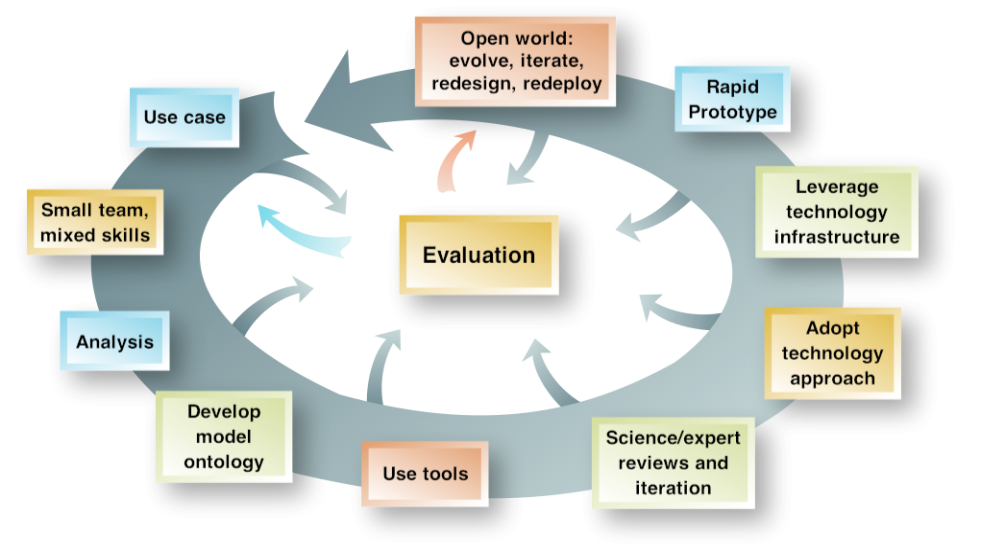 Open world:
evolve, iterate,
redesign, redeploy
Rapid
Prototype
Use case
Leverage
technology
infrastructure
Small team,
mixed skills
Evaluation
Adopt
technology
approach
Analysis
Develop
model
ontology
Science/expert
reviews and
iteration
Use tools